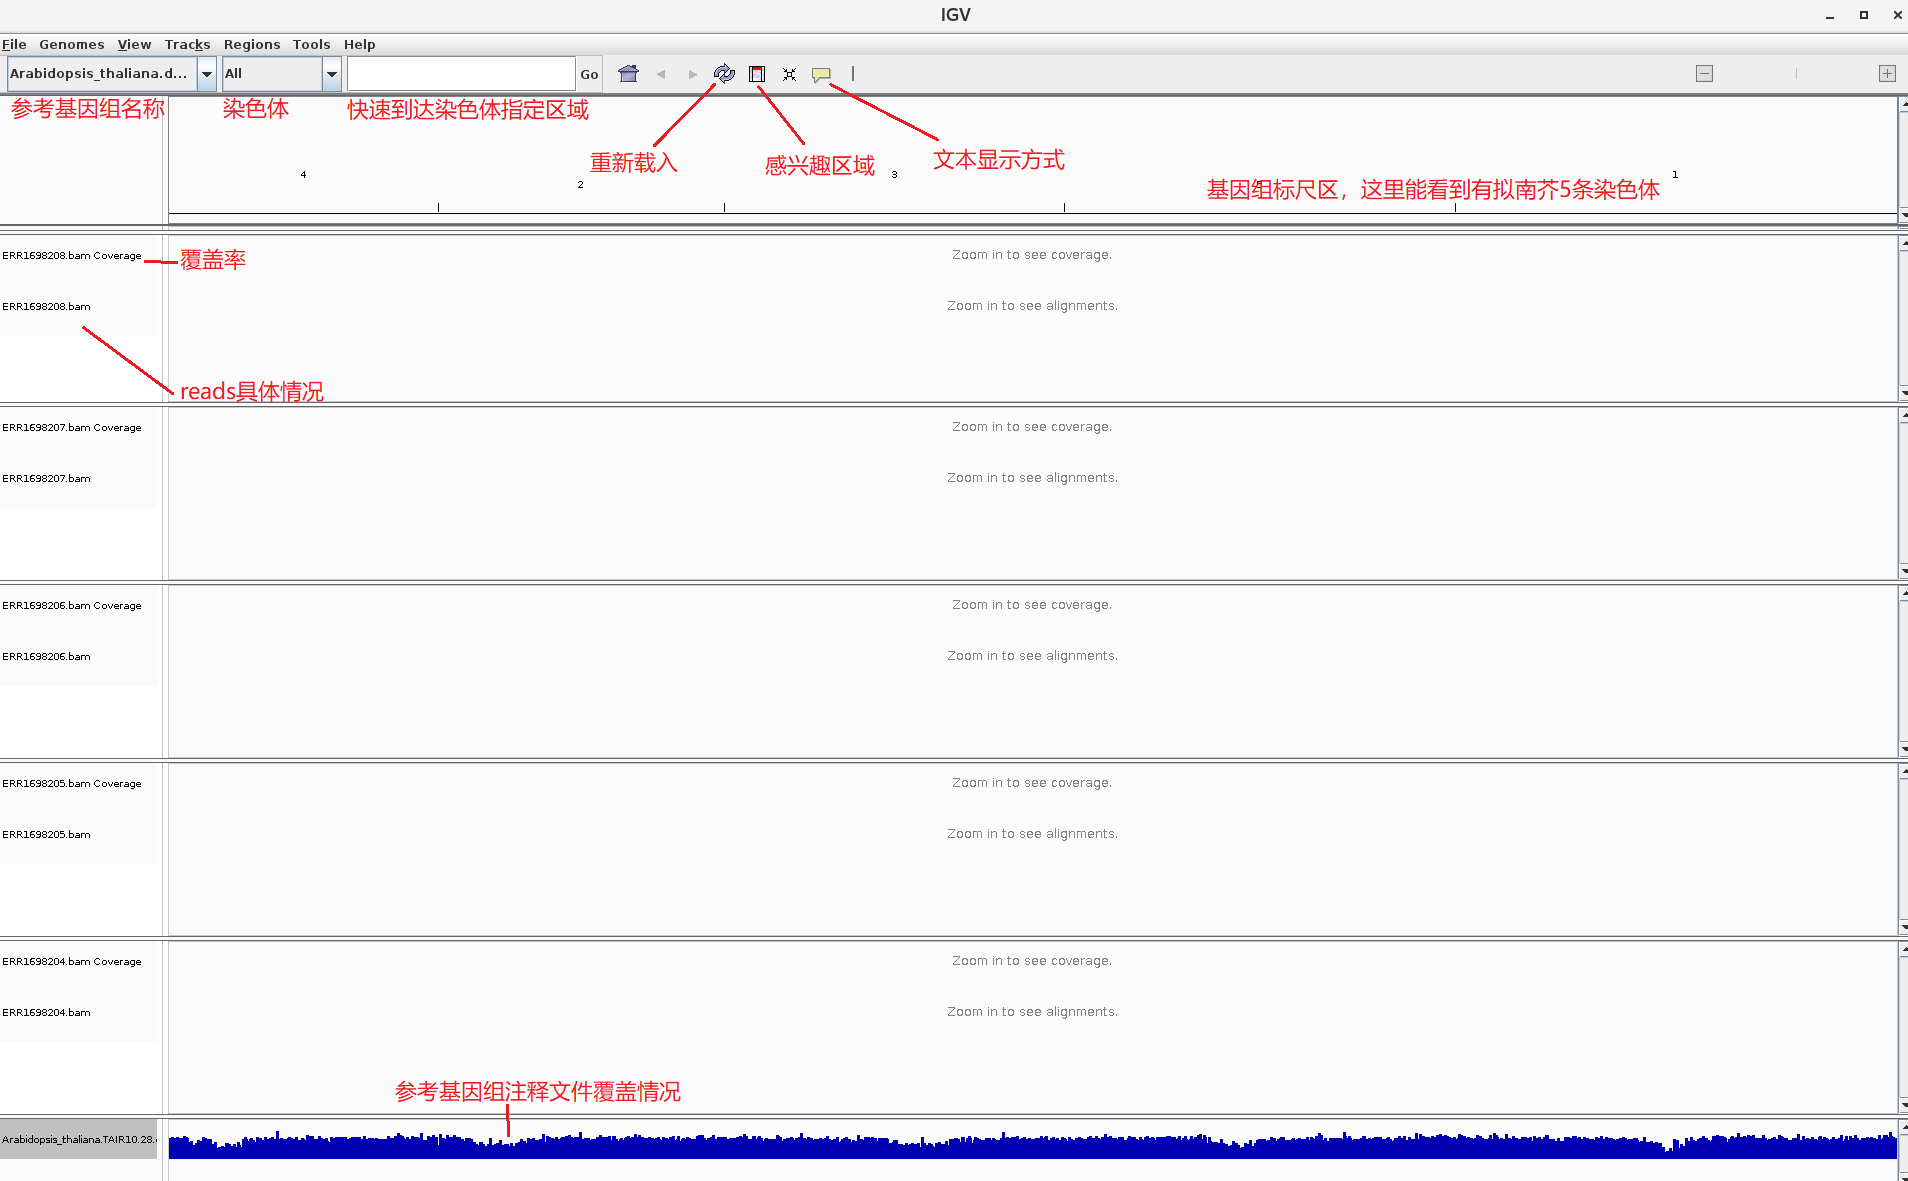 IGV
File Genomes View Tracks Regions Tools Help
Arabidopsis_thaliana.d... All Go
参考基因组名称 染色体 快速到达染色体指定区域
重新载入 感兴趣区域 文本显示方式
4 2 3 1
基因组标尺区，这里能看到有拟南芥5条染色体
ERR1698208.bam Coverage 覆盖率 Zoom in to see coverage.
ERR1698208.bam Zoom in to see alignments.
reads具体情况
ERR1698207.bam Coverage Zoom in to see coverage.
ERR1698207.bam Zoom in to see alignments.
ERR1698206.bam Coverage Zoom in to see coverage.
ERR1698206.bam Zoom in to see alignments.
ERR1698205.bam Coverage Zoom in to see coverage.
ERR1698205.bam Zoom in to see alignments.
ERR1698204.bam Coverage Zoom in to see coverage.
ERR1698204.bam Zoom in to see alignments.
参考基因组注释文件覆盖情况
Arabidopsis_thaliana.TAIR10.28.